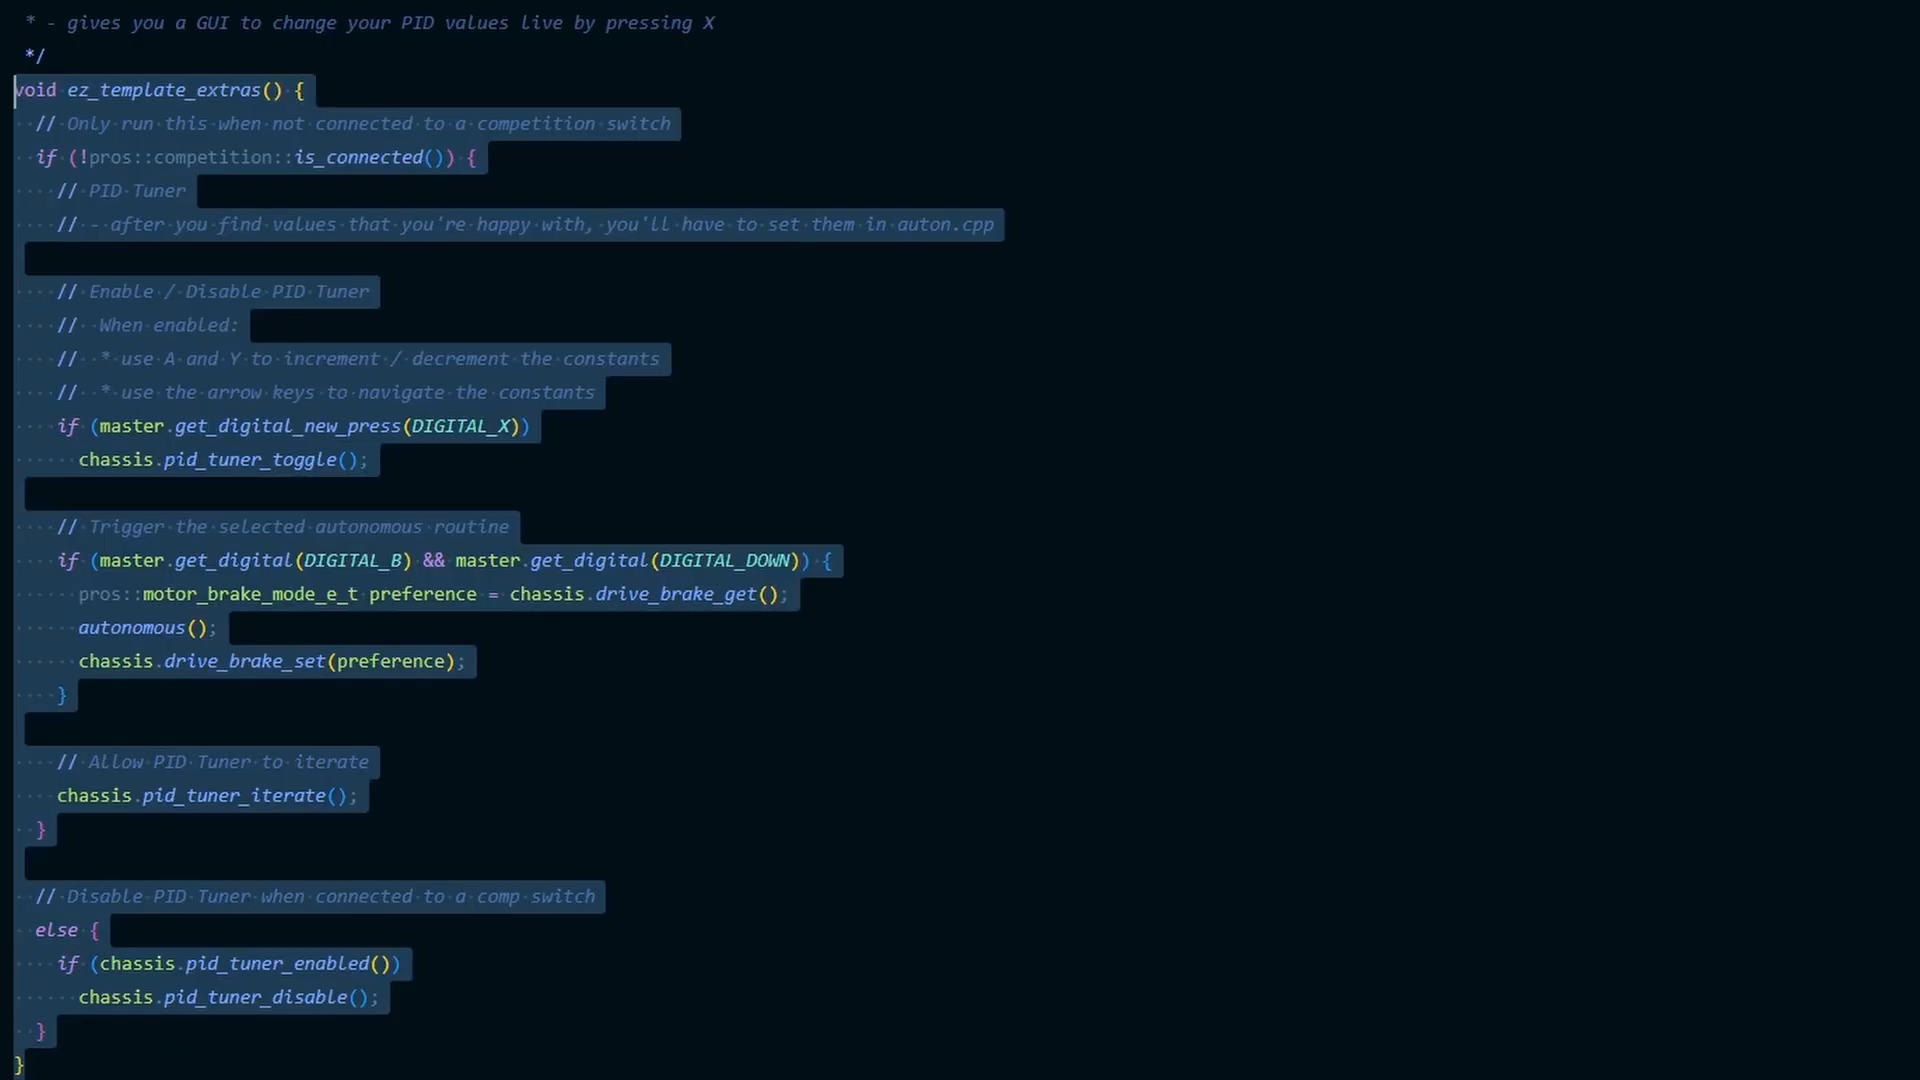 * - gives you a GUI to change your PID values live by pressing X
*/
void ez_template_extras() {
// Only run this when not connected to a competition switch
if (!pros::competition::is_connected()) {
// PID Tuner
// - after you find values that you're happy with, you'll have to set them in auton.cpp
// Enable / Disable PID Tuner
// When enabled:
// * use A and Y to increment / decrement the constants
// * use the arrow keys to navigate the constants
if (master.get_digital_new_press(DIGITAL_X))
chassis.pid_tuner_toggle();
// Trigger the selected autonomous routine
if (master.get_digital(DIGITAL_B) && master.get_digital(DIGITAL_DOWN)) {
pros::motor_brake_mode_e_t preference = chassis.drive_brake_get();
autonomous();
chassis.drive_brake_set(preference);
}
// Allow PID Tuner to iterate
chassis.pid_tuner_iterate();
}
// Disable PID Tuner when connected to a comp switch
else {
if (chassis.pid_tuner_enabled())
chassis.pid_tuner_disable();
}
}